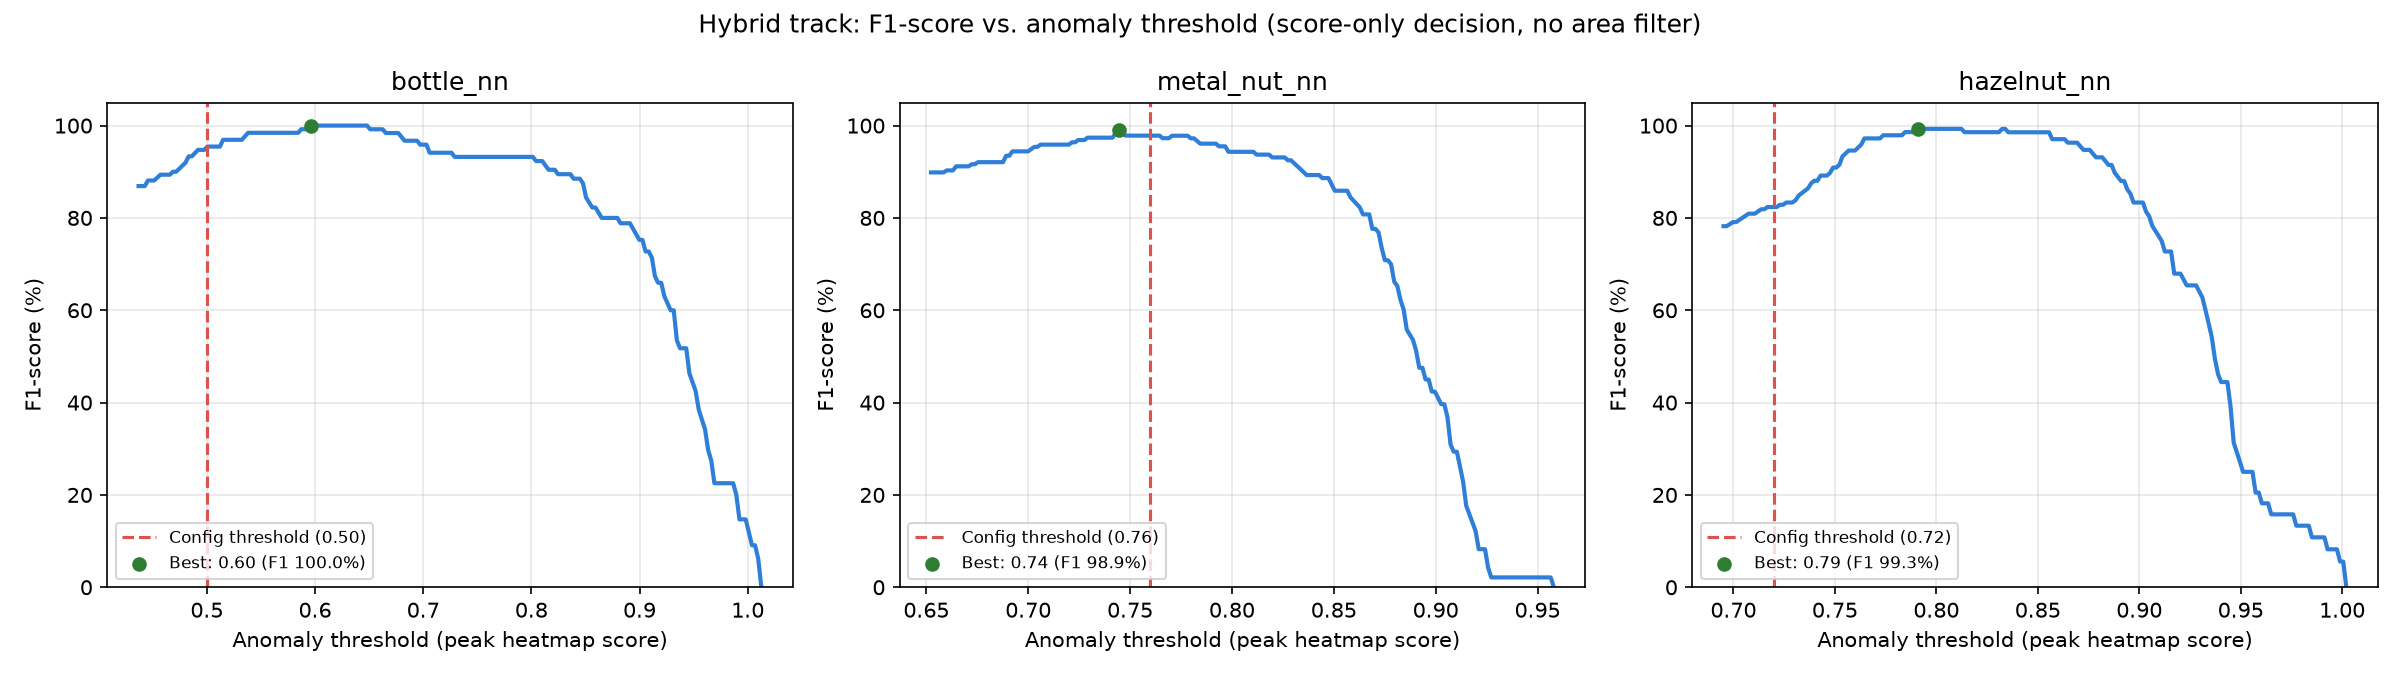 Hybrid track: F1-score vs. anomaly threshold (score-only decision, no area filter)
bottle_nn
F1-score (%)
100
80
60
40
20
0
Config threshold (0.50)
Best: 0.60 (F1 100.0%)
0.5 0.6 0.7 0.8 0.9 1.0
Anomaly threshold (peak heatmap score)
metal_nut_nn
F1-score (%)
100
80
60
40
20
0
Config threshold (0.76)
Best: 0.74 (F1 98.9%)
0.65 0.70 0.75 0.80 0.85 0.90 0.95
Anomaly threshold (peak heatmap score)
hazelnut_nn
F1-score (%)
100
80
60
40
20
0
Config threshold (0.72)
Best: 0.79 (F1 99.3%)
0.70 0.75 0.80 0.85 0.90 0.95 1.00
Anomaly threshold (peak heatmap score)